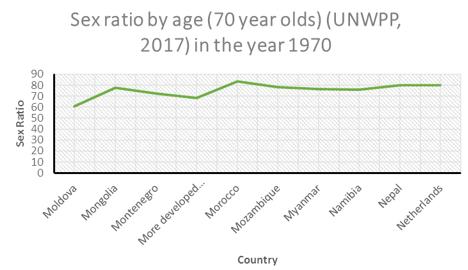 Sex ratio by age (70 year olds) (UNWPP,
2017) in the year 1970
90
80
70
60
50
40
30
20
10
0
Sex Ratio
Moldova
Mongolia
Montenegro
More developed...
Morocco
Mozambique
Myanmar
Namibia
Nepal
Netherlands
Country